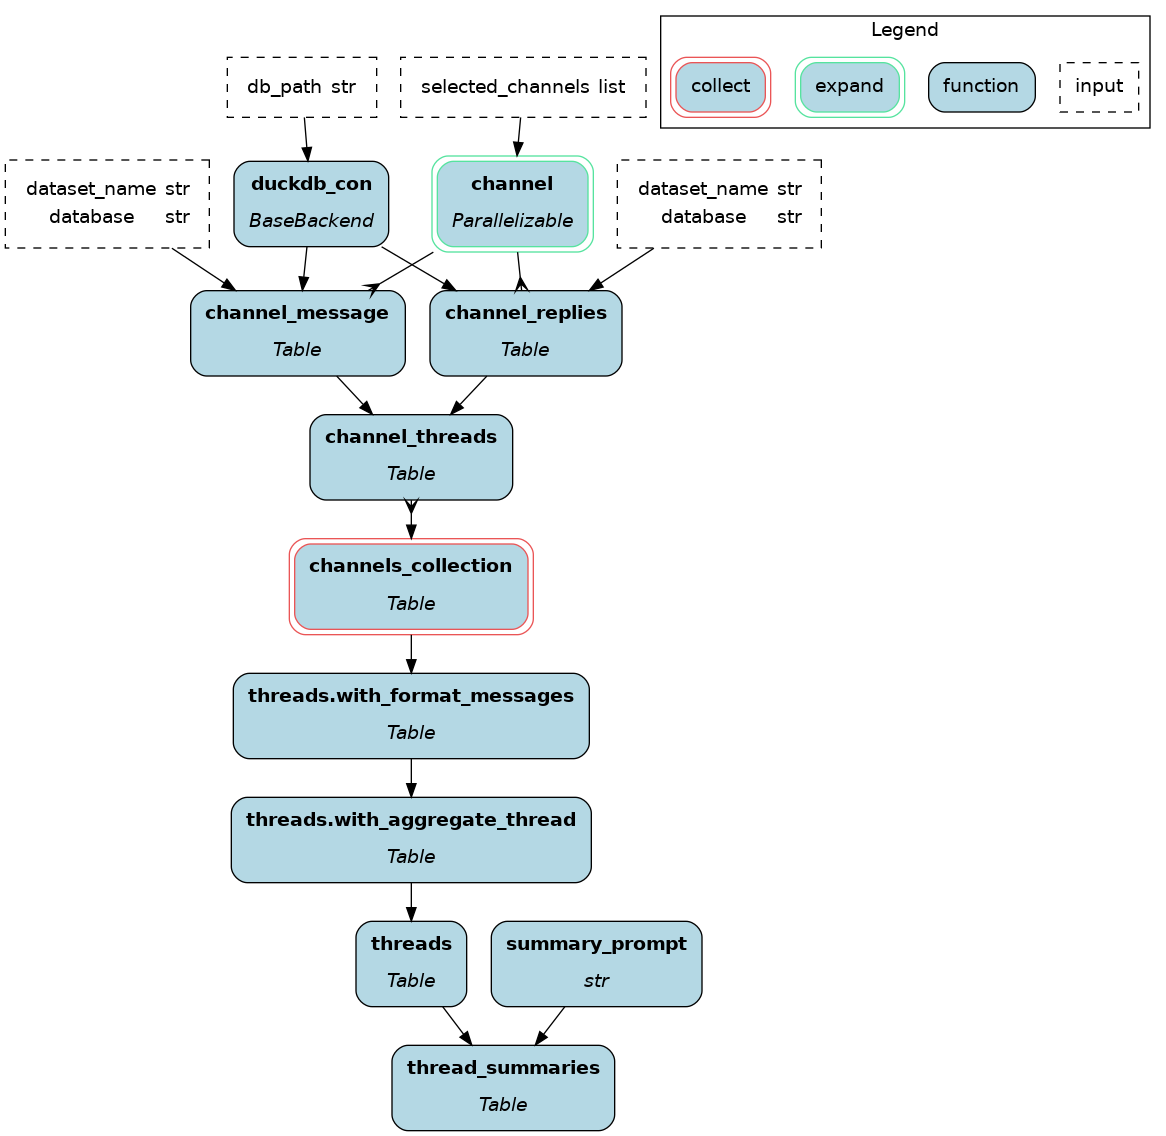 Legend
collect
expand
function
input
db_path str
selected_channels list
dataset_name str
database str
duckdb_con
BaseBackend
channel
Parallelizable
dataset_name str
database str
channel_message
Table
channel_replies
Table
channel_threads
Table
channels_collection
Table
threads.with_format_messages
Table
threads.with_aggregate_thread
Table
threads
Table
summary_prompt
str
thread_summaries
Table